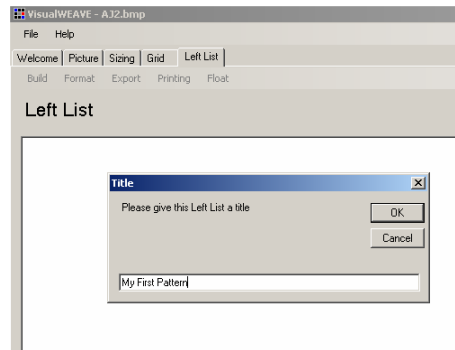 VisualWEAVE - AJ2.bmp
File Help
Welcome Picture Sizing Grid Left List
Build Format Export Printing Float
Left List
Title
Please give this Left List a title
OK
Cancel
My First Pattern